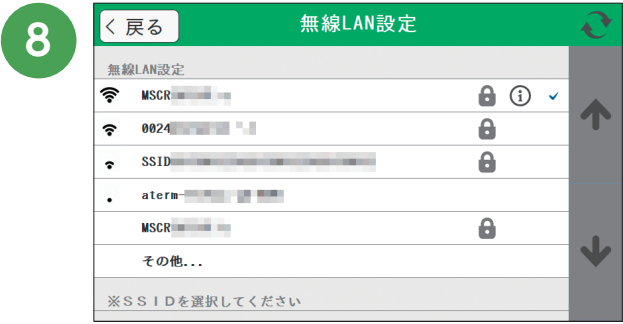 8
戻る
無線LAN設定
無線LAN設定
MSCR
0024
SSID
aterm-
MSCR
その他...
※SSIDを選択してください